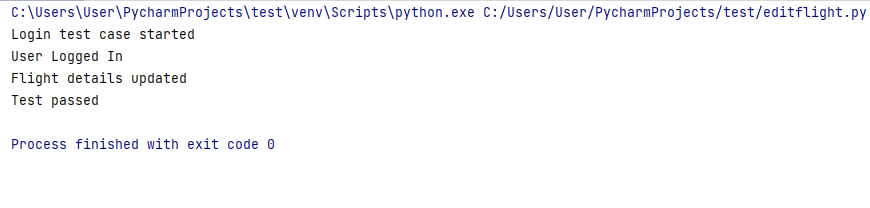 C:\Users\User\PycharmProjects\test\venv\Scripts\python.exe C:/Users/User/PycharmProjects/test/editflight.py
Login test case started
User Logged In
Flight details updated
Test passed
Process finished with exit code 0